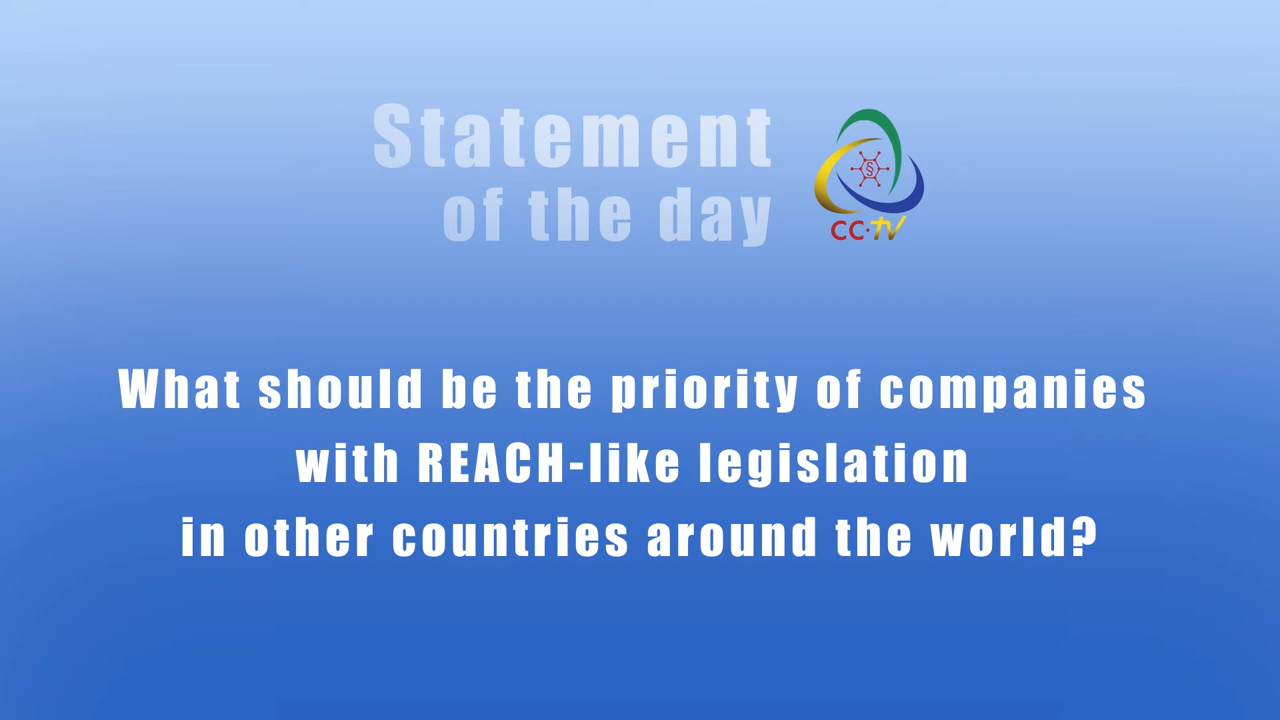 Statement
of the day
§
CC·TV
What should be the priority of companies
with REACH-like legislation
in other countries around the world?